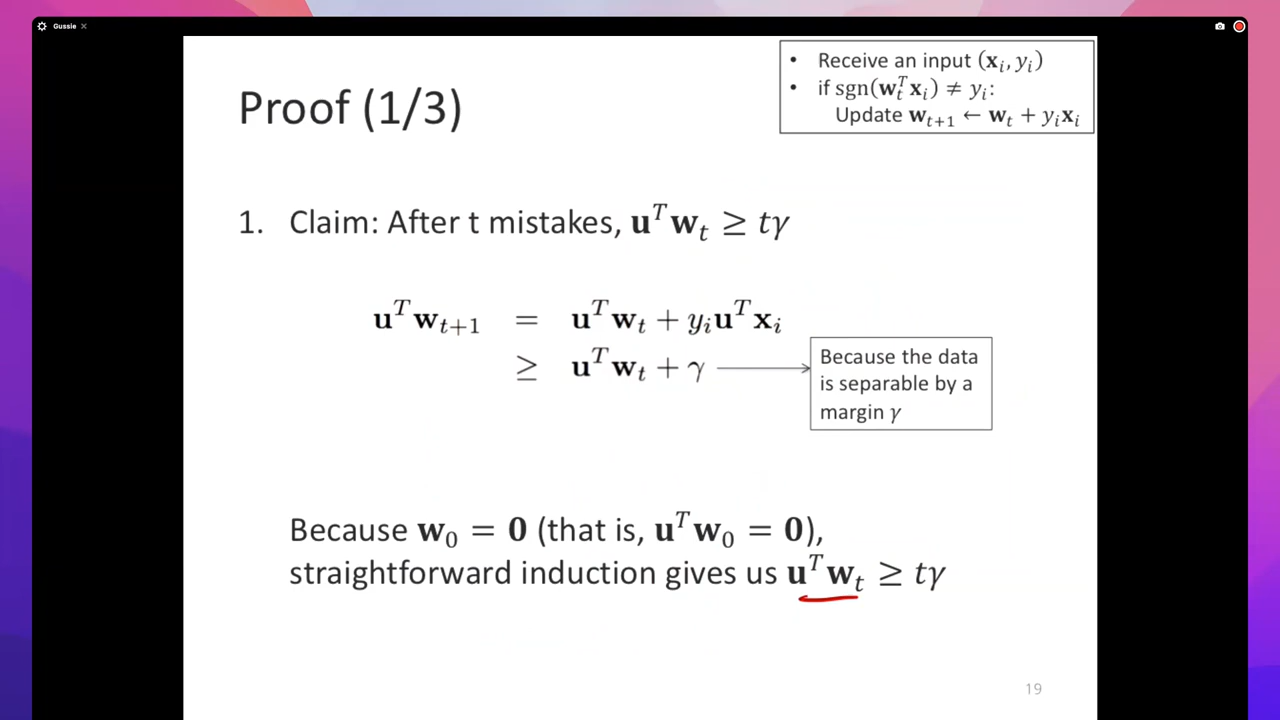 Gussie ×
• Receive an input (𝐱ᵢ, yᵢ)
• if sgn(𝐰ₜᵀ𝐱ᵢ) ≠ yᵢ:
Update 𝐰ₜ₊₁ ← 𝐰ₜ + yᵢ𝐱ᵢ
Proof (1/3)
1. Claim: After t mistakes, 𝐮ᵀ𝐰ₜ ≥ tγ
𝐮ᵀ𝐰ₜ₊₁ = 𝐮ᵀ𝐰ₜ + yᵢ𝐮ᵀ𝐱ᵢ
≥ 𝐮ᵀ𝐰ₜ + γ
Because the data
is separable by a
margin γ
Because 𝐰₀ = 𝟎 (that is, 𝐮ᵀ𝐰₀ = 𝟎),
straightforward induction gives us 𝐮ᵀ𝐰ₜ ≥ tγ
19